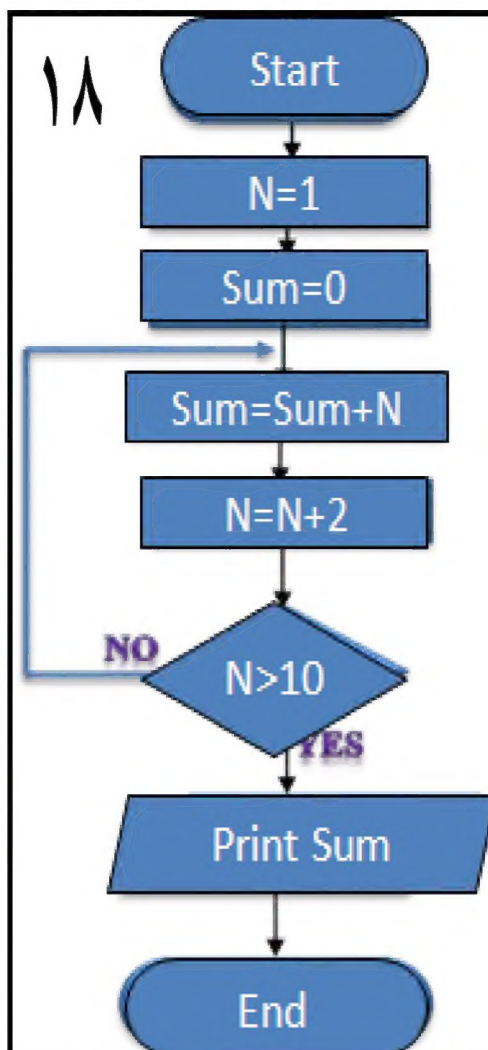 ١٨
Start
N=1
Sum=0
Sum=Sum+N
N=N+2
NO
N>10
YES
Print Sum
End